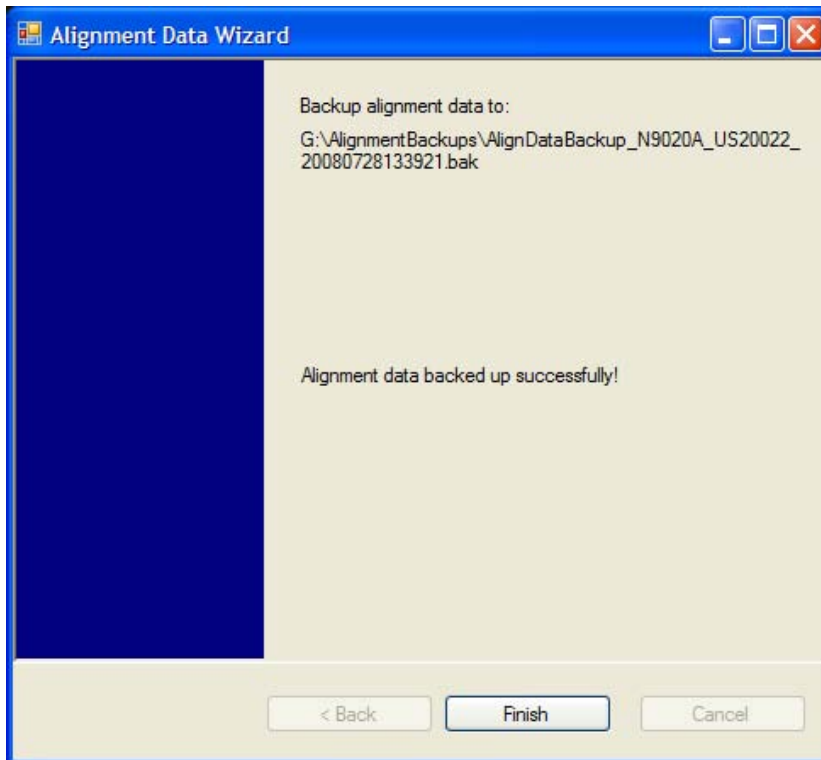 Alignment Data Wizard
Backup alignment data to:
G:\AlignmentBackups\AlignDataBackup_N9020A_US20022_
20080728133921.bak
Alignment data backed up successfully!
< Back
Finish
Cancel